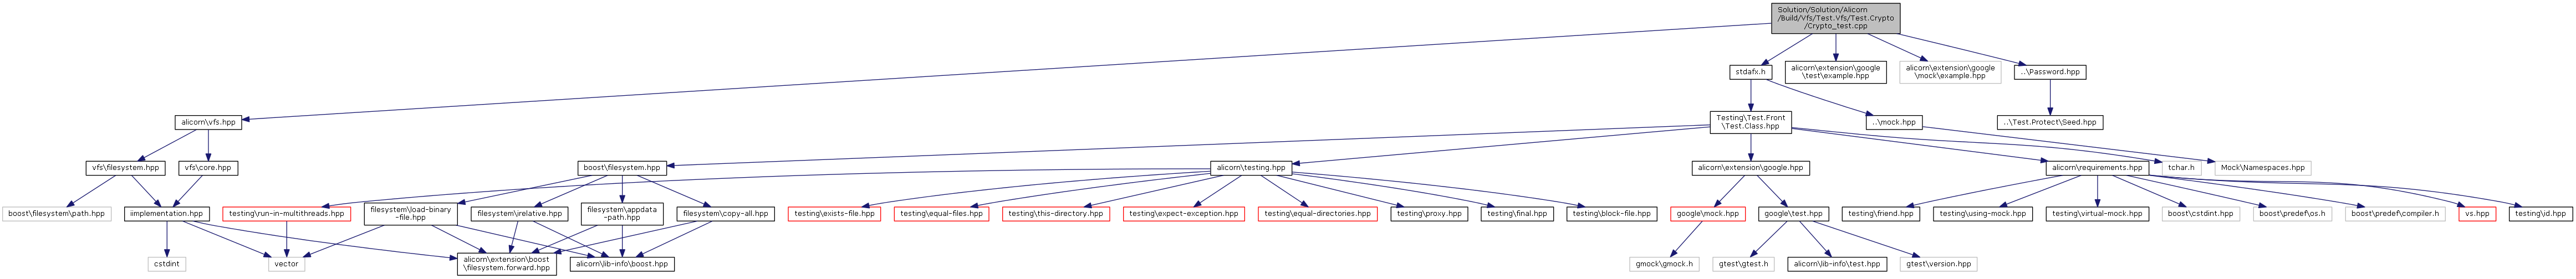 Solution/Solution/Alicorn
/Build/Vfs/Test.Vfs/Test.Crypto
/Crypto_test.cpp
stdafx.h
alicorn\extension\google
\test\example.hpp
alicorn\extension\google
\mock\example.hpp
..\Password.hpp
alicorn\vfs.hpp
Testing\Test.Front
\Test.Class.hpp
..\mock.hpp
..\Test.Protect\Seed.hpp
vfs\filesystem.hpp
vfs\core.hpp
boost\filesystem.hpp
alicorn\testing.hpp
alicorn\extension\google.hpp
alicorn\requirements.hpp
tchar.h
Mock\Namespaces.hpp
boost\filesystem\path.hpp
iimplementation.hpp
testing\run-in-multithreads.hpp
filesystem\load-binary
-file.hpp
filesystem\relative.hpp
filesystem\appdata
-path.hpp
filesystem\copy-all.hpp
testing\exists-file.hpp
testing\equal-files.hpp
testing\this-directory.hpp
testing\expect-exception.hpp
testing\equal-directories.hpp
testing\proxy.hpp
testing\final.hpp
testing\block-file.hpp
google\mock.hpp
google\test.hpp
testing\friend.hpp
testing\using-mock.hpp
testing\virtual-mock.hpp
boost\cstdint.hpp
boost\predef\os.h
boost\predef\compiler.h
vs.hpp
testing\id.hpp
cstdint
vector
alicorn\extension\boost
\filesystem.forward.hpp
alicorn\lib-info\boost.hpp
gmock\gmock.h
gtest\gtest.h
alicorn\lib-info\test.hpp
gtest\version.hpp